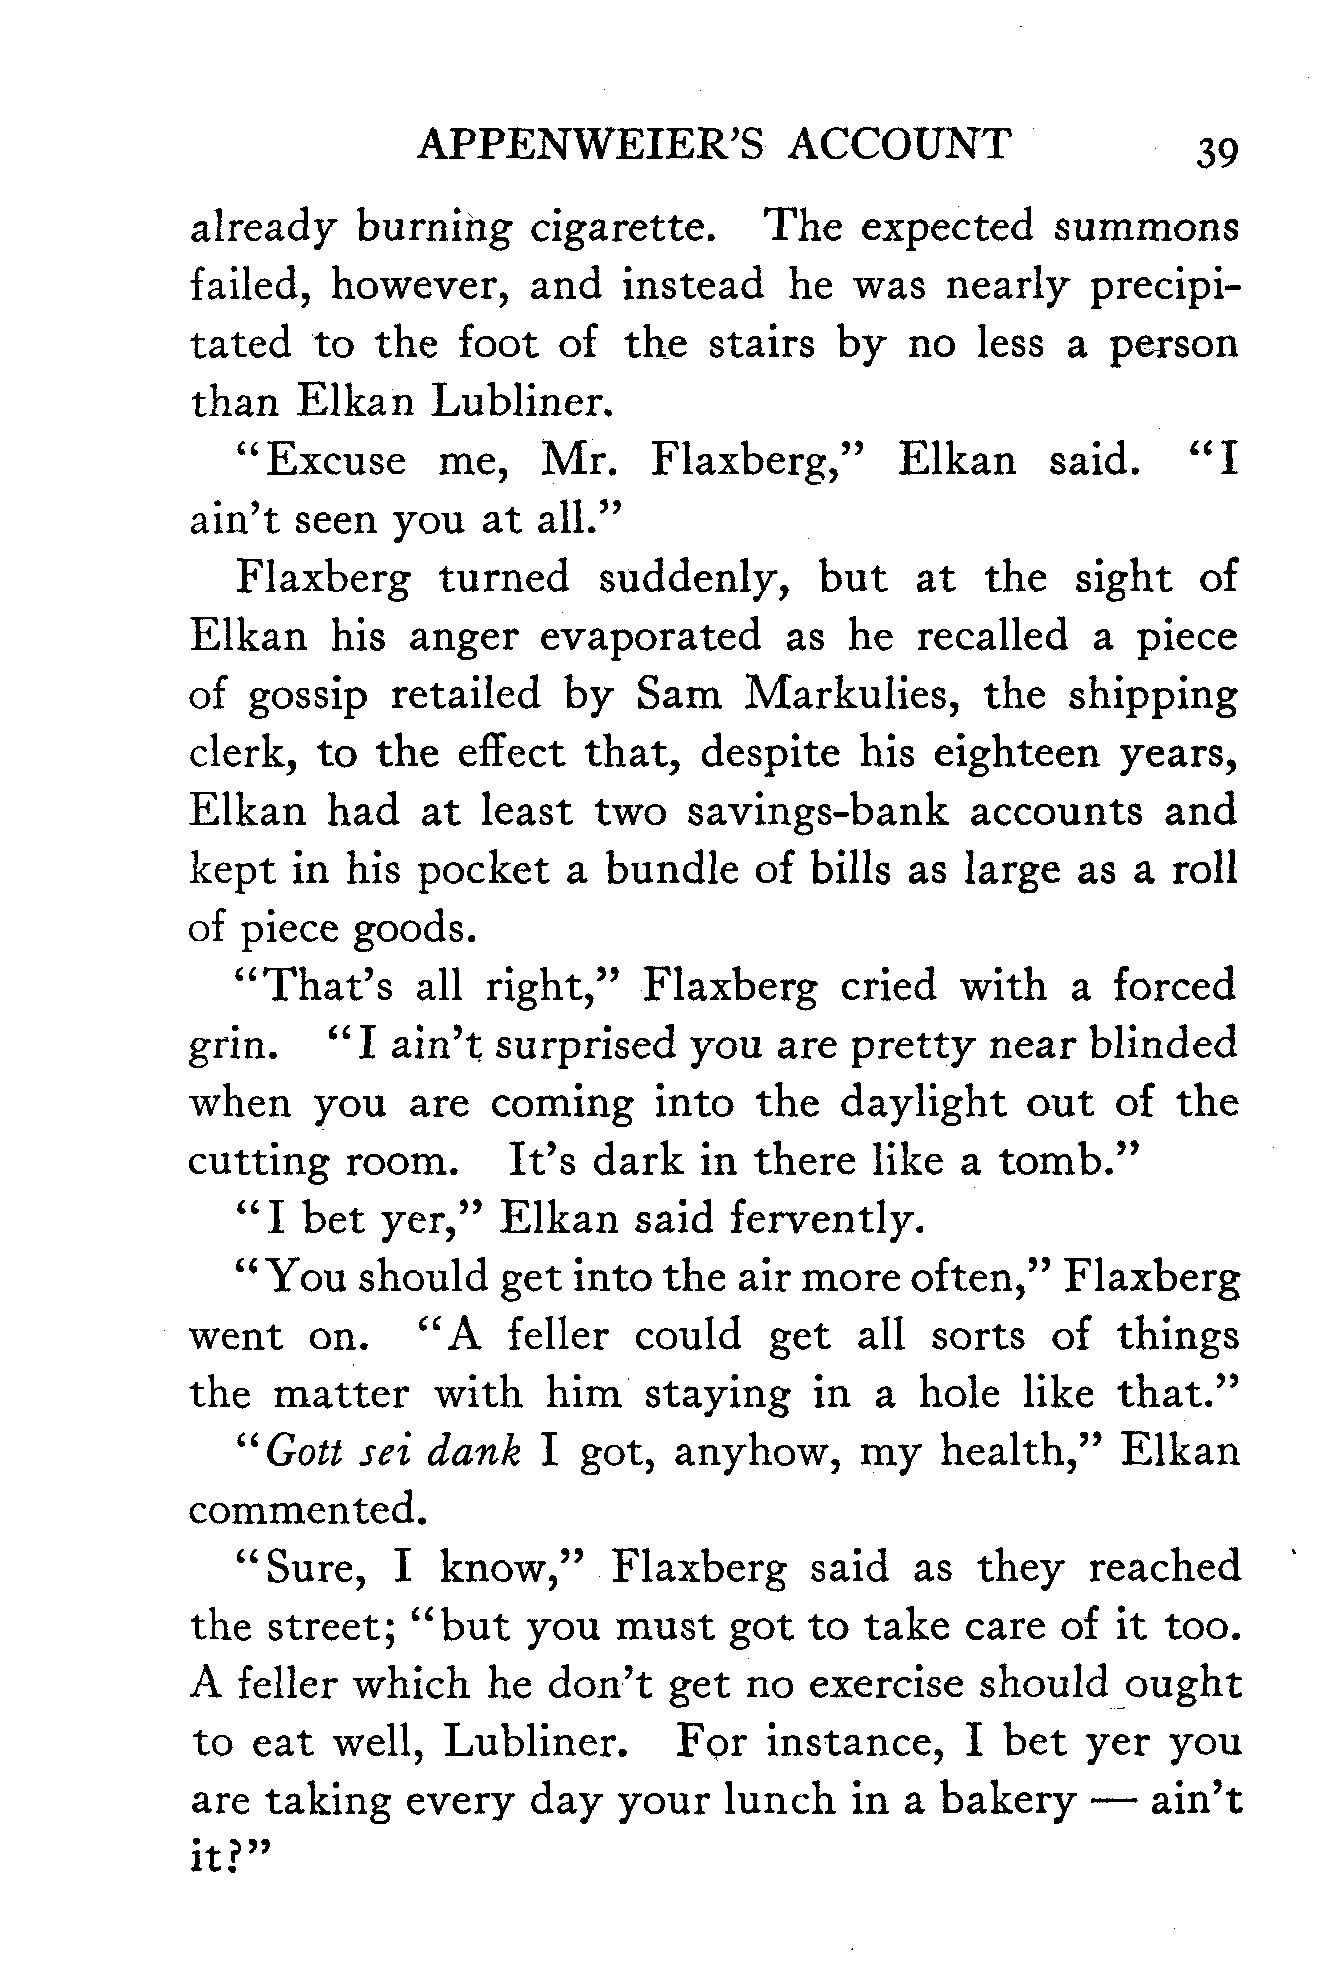 APPENWEIER'S ACCOUNT 39
already burning cigarette. The expected summons
failed, however, and instead he was nearly precipi-
tated to the foot of the stairs by no less a person
than Elkan Lubliner.
"Excuse me, Mr. Flaxberg," Elkan said. "I
ain't seen you at all."
Flaxberg turned suddenly, but at the sight of
Elkan his anger evaporated as he recalled a piece
of gossip retailed by Sam Markulies, the shipping
clerk, to the effect that, despite his eighteen years,
Elkan had at least two savings-bank accounts and
kept in his pocket a bundle of bills as large as a roll
of piece goods.
"That's all right," Flaxberg cried with a forced
grin. "I ain't surprised you are pretty near blinded
when you are coming into the daylight out of the
cutting room. It's dark in there like a tomb."
"I bet yer," Elkan said fervently.
"You should get into the air more often," Flaxberg
went on. "A feller could get all sorts of things
the matter with him staying in a hole like that."
"Gott sei dank I got, anyhow, my health," Elkan
commented.
"Sure, I know," Flaxberg said as they reached
the street; "but you must got to take care of it too.
A feller which he don't get no exercise should ought
to eat well, Lubliner. For instance, I bet yer you
are taking every day your lunch in a bakery — ain't
it?"